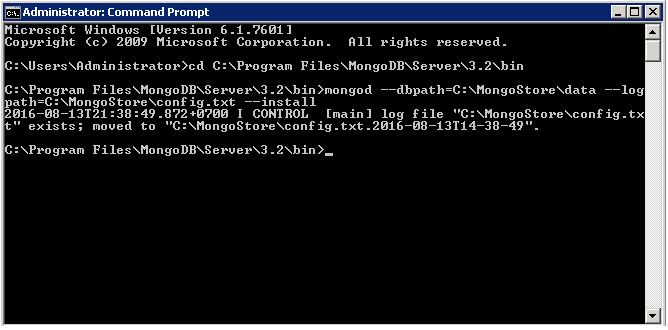 Administrator: Command Prompt
Microsoft Windows [Version 6.1.7601]
Copyright (c) 2009 Microsoft Corporation.  All rights reserved.
C:\Users\Administrator>cd C:\Program Files\MongoDB\Server\3.2\bin
C:\Program Files\MongoDB\Server\3.2\bin>mongod --dbpath=C:\MongoStore\data --log
path=C:\MongoStore\config.txt --install
2016-08-13T21:38:49.872+0700 I CONTROL  [main] log file "C:\MongoStore\config.tx
t" exists; moved to "C:\MongoStore\config.txt.2016-08-13T14-38-49".
C:\Program Files\MongoDB\Server\3.2\bin>_